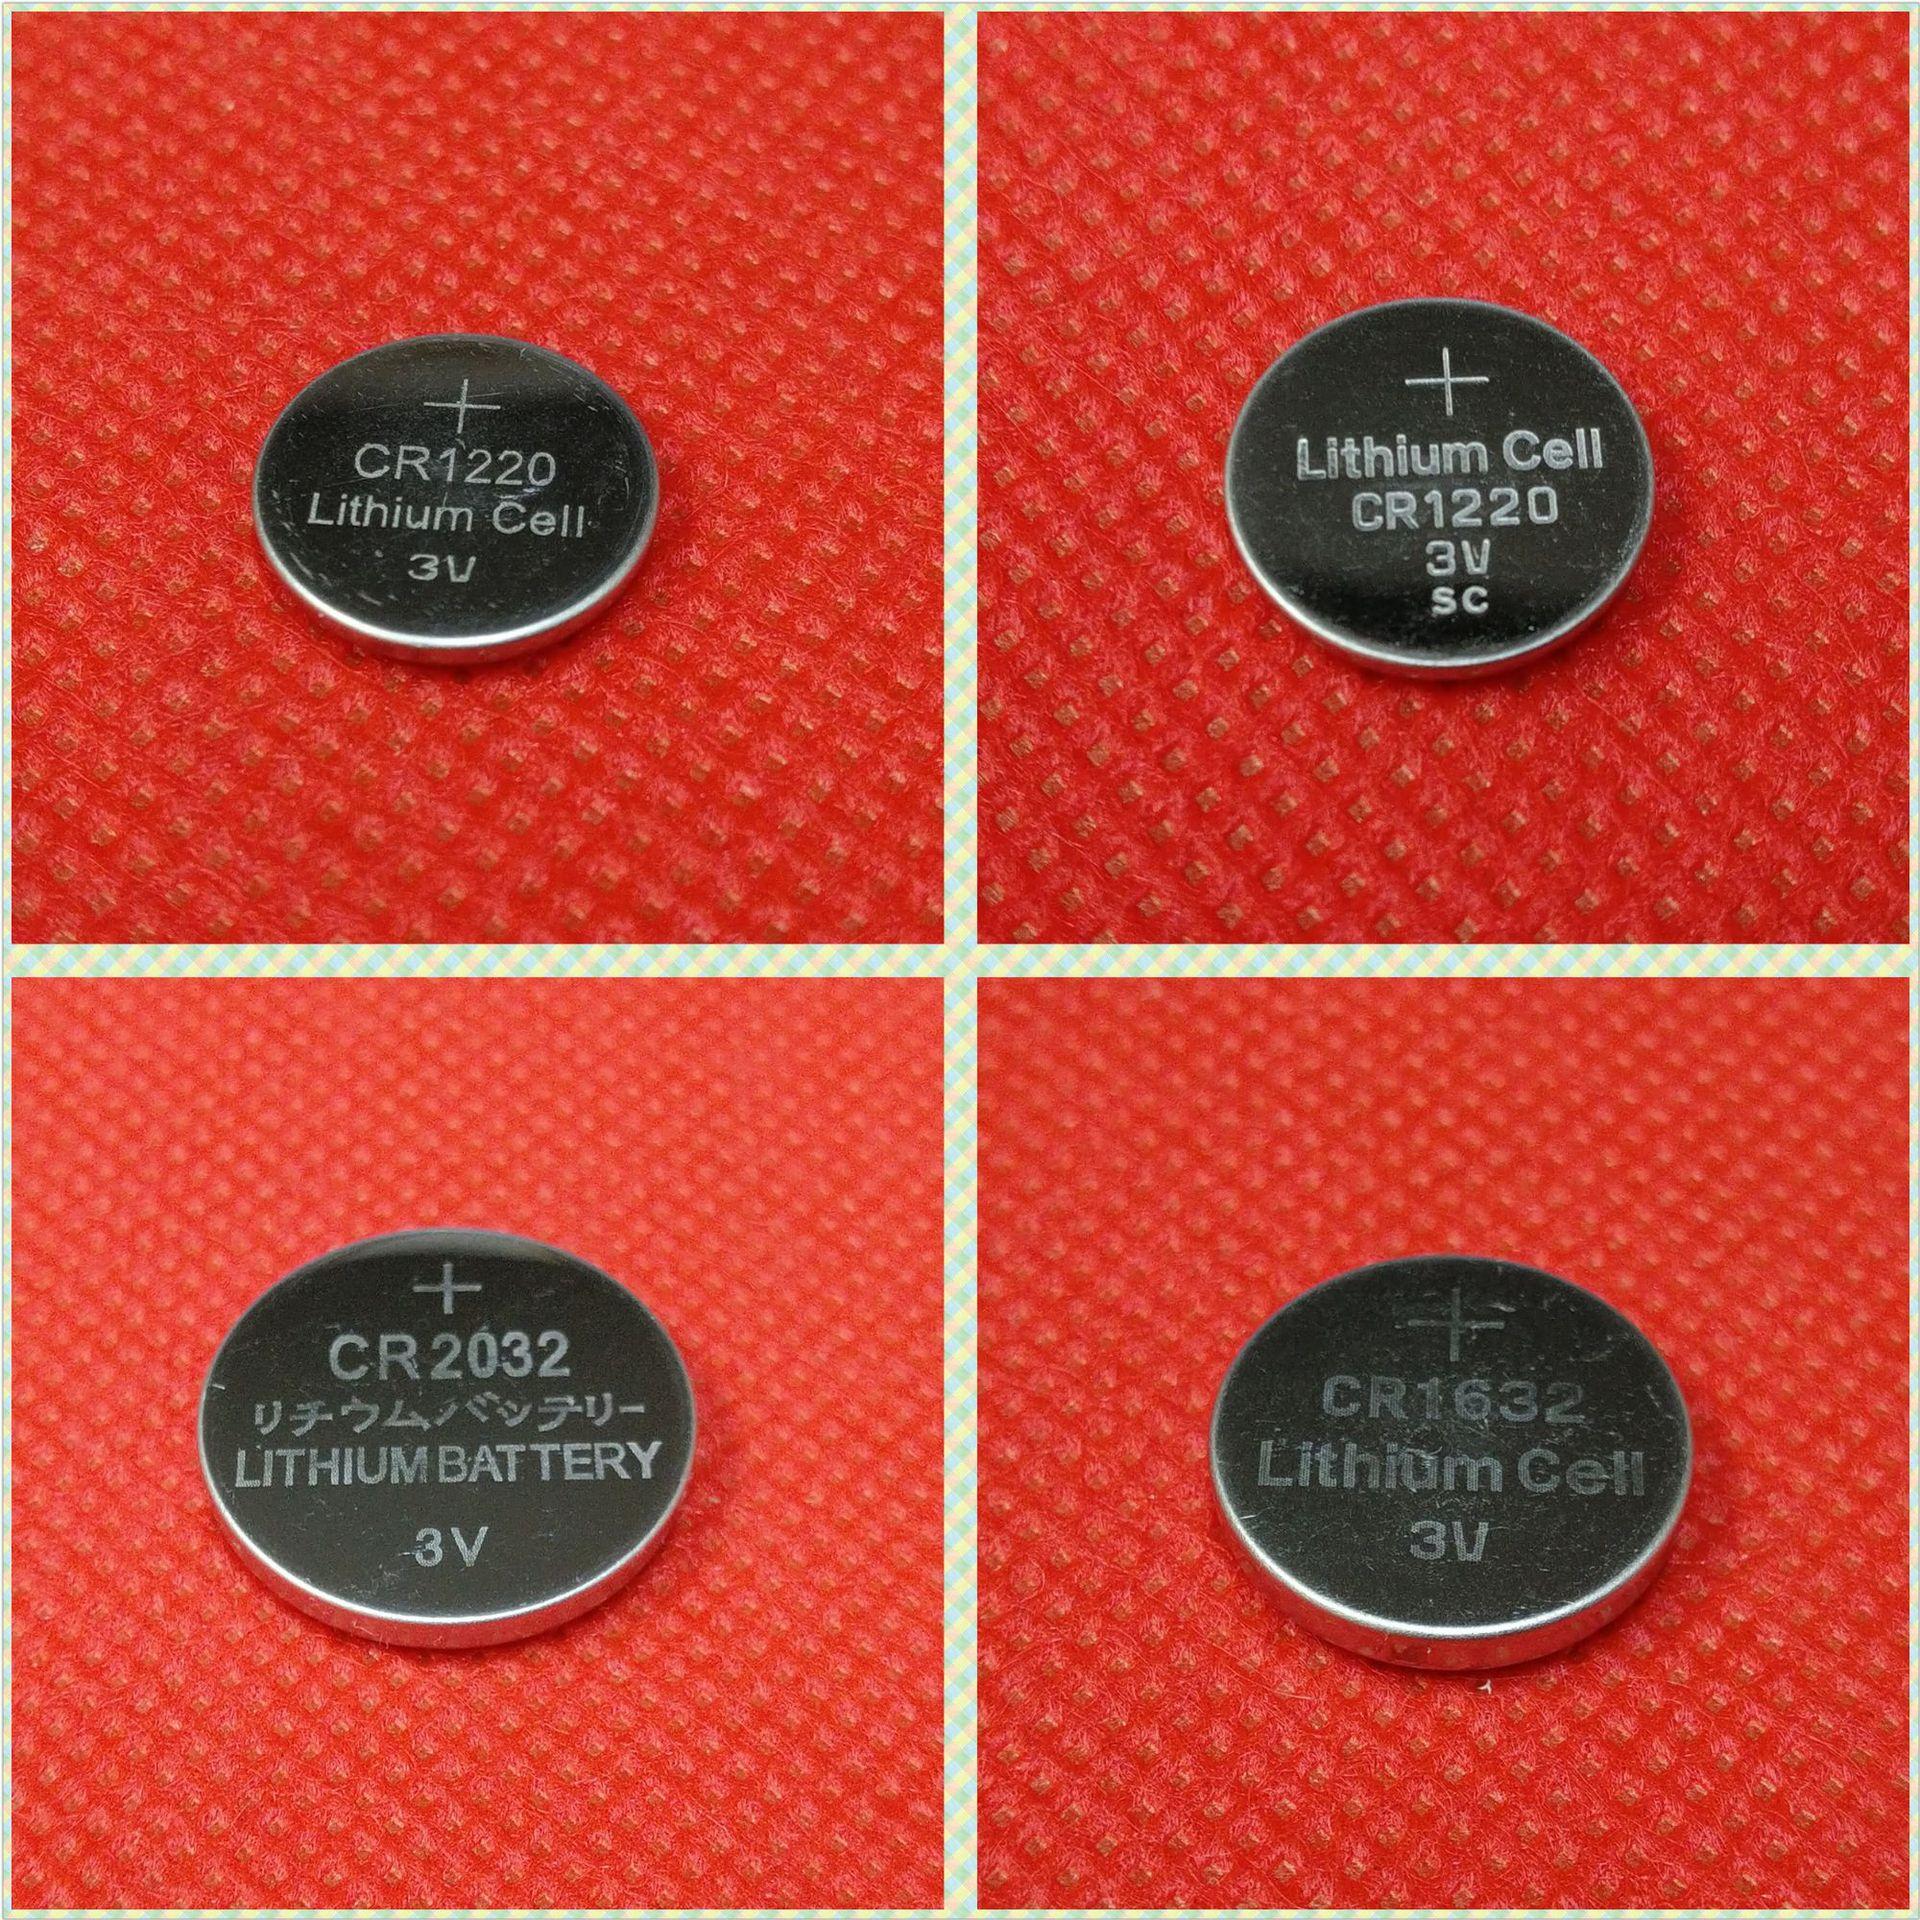 +
CR1220
Lithium Cell
3V
+
Lithium Cell
CR1220
3V
SC
+
CR2032
リチウムバッテリー
LITHIUM BATTERY
3V
+
CR1632
Lithium Cell
3V